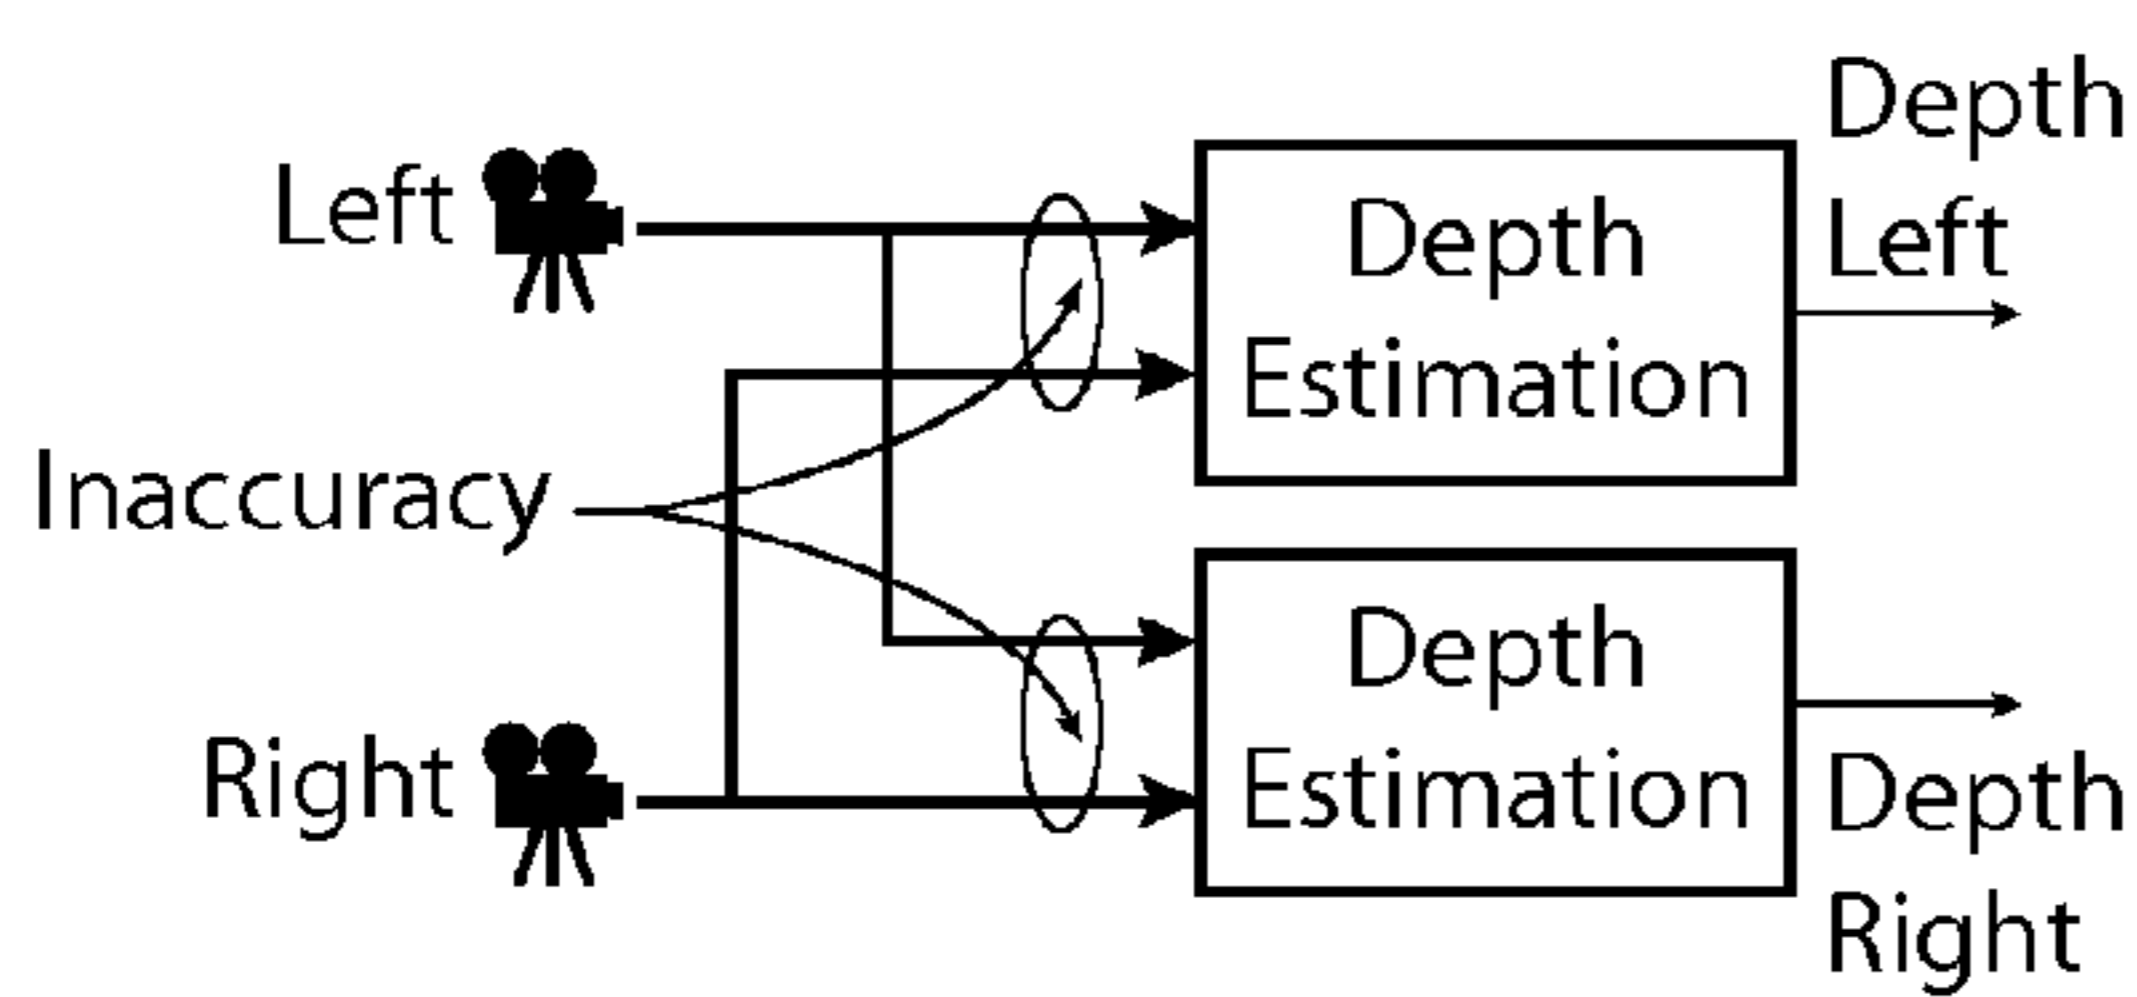 Left
Inaccuracy
Right
Depth
Estimation
Depth
Estimation
Depth
Left
Depth
Right